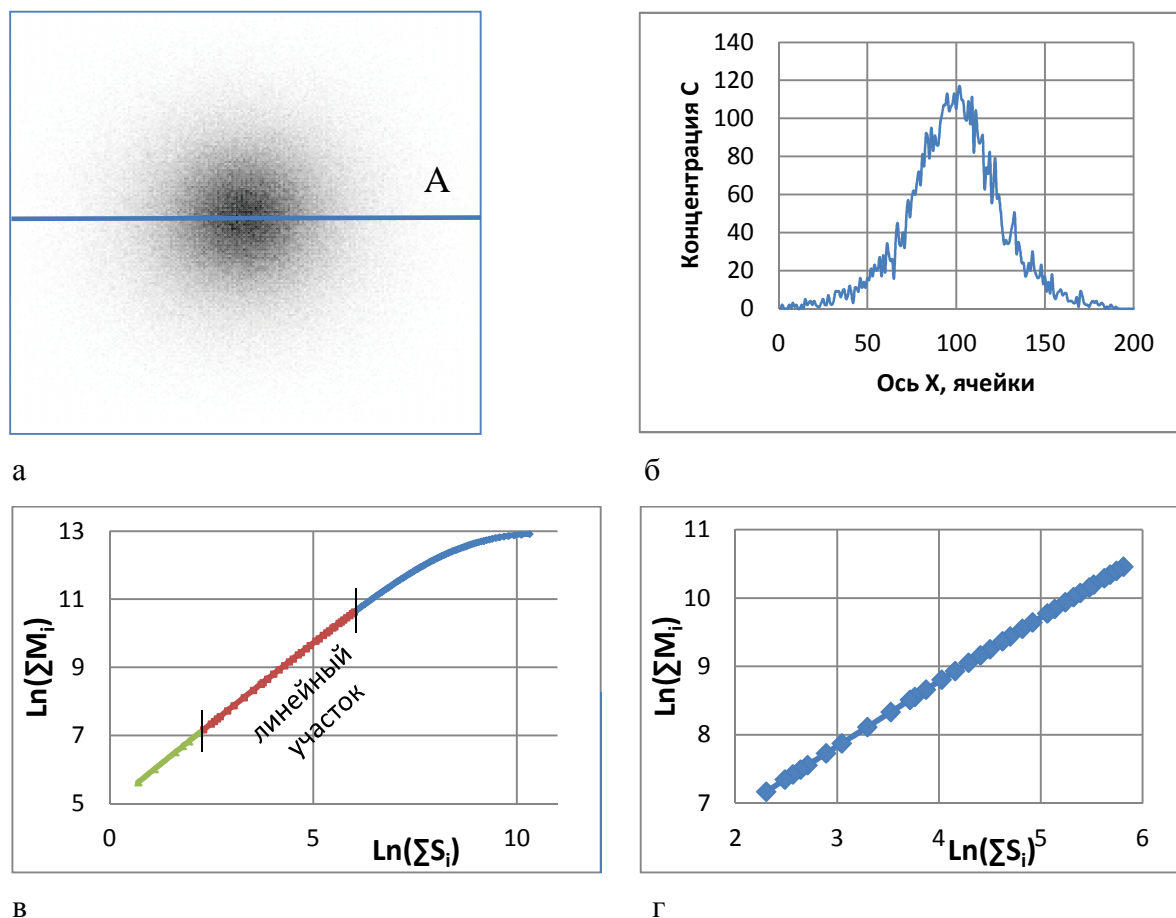 А
140
120
100
80
60
40
20
0
Концентрация С
0 50 100 150 200
Ось X, ячейки
а
б
13
11
9
7
5
Ln(∑Mi)
линейный
участок
0 5 10
Ln(∑Si)
11
10
9
8
7
Ln(∑Mi)
2 3 4 5 6
Ln(∑Si)
в
г